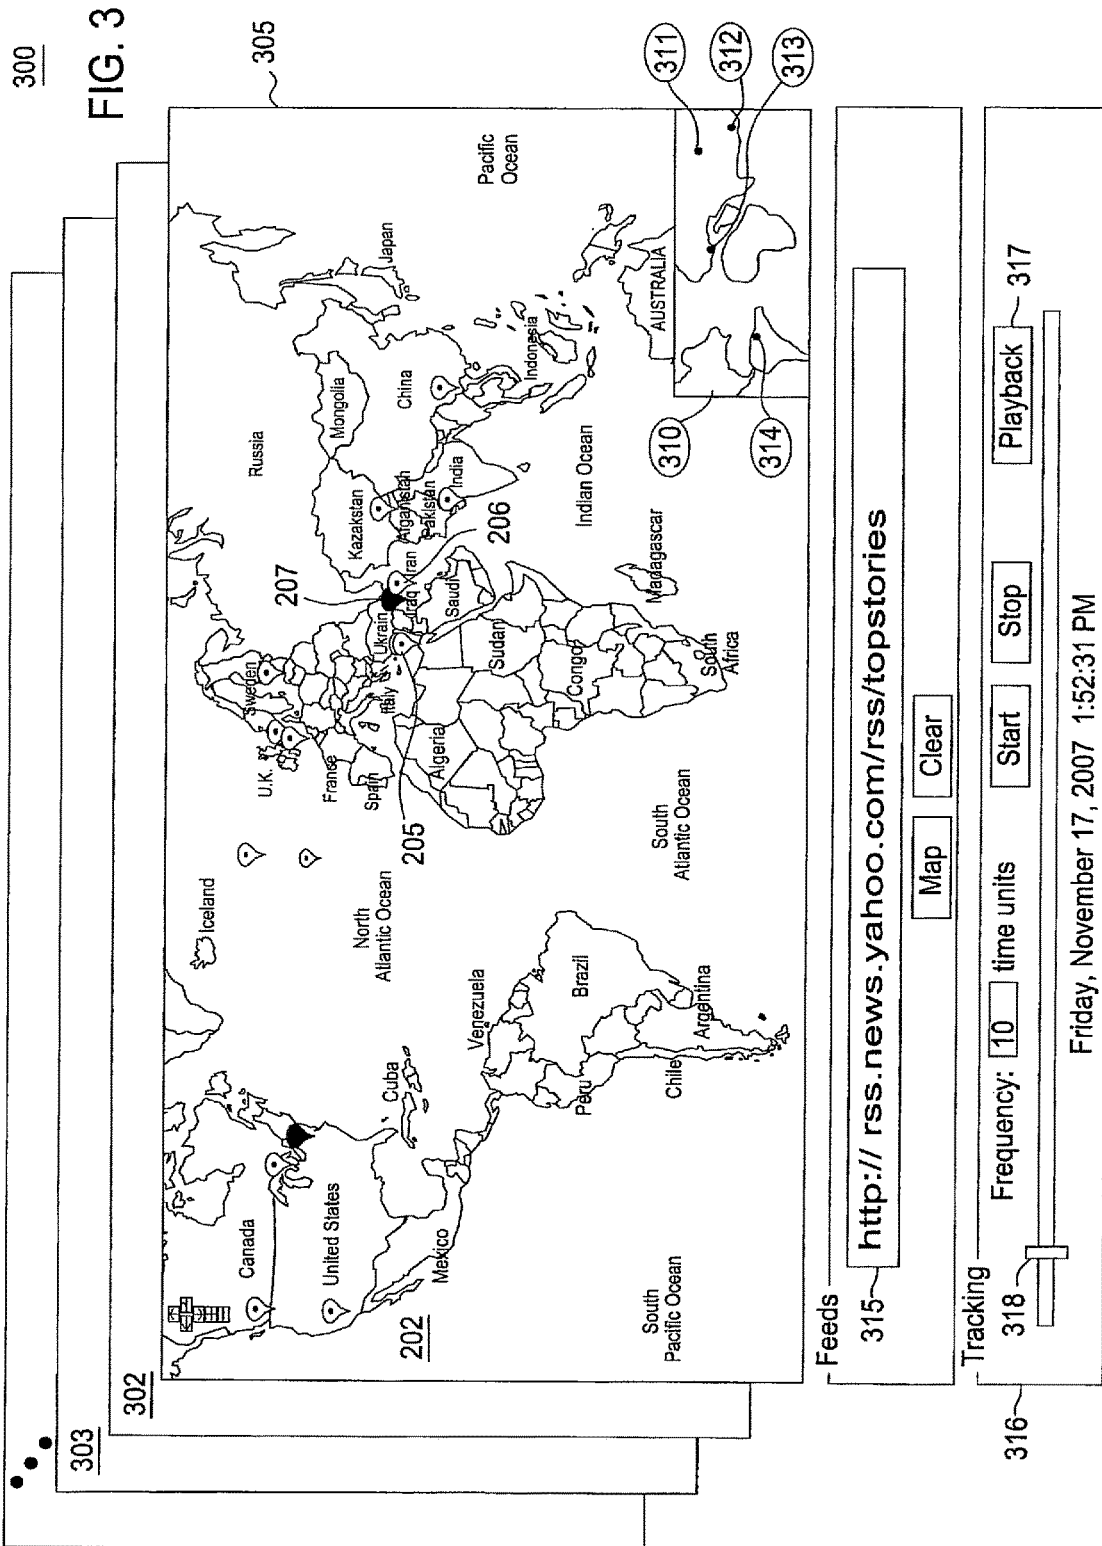 300
FIG. 3
305
303
302
202
Canada
United States
Mexico
Cuba
Venezuela
Brazil
Peru
Chile
Argentina
South
Pacific Ocean
Iceland
North
Atlantic Ocean
South
Atlantic Ocean
U.K.
Sweden
France
Spain
Italy
Ukrain
Algeria
Sudan
Congo
South
Africa
Madagascar
Saudi
Iraq
Iran
Kazakstan
Afganistah
Pakistan
India
Russia
Mongolia
China
Japan
Indonesia
Indian Ocean
AUSTRALIA
Pacific
Ocean
205
206
207
310
311
312
313
314
Feeds
315
http:// rss.news.yahoo.com/rss/topstories
Map
Clear
Tracking
316
318
Frequency: 10 time units
Start
Stop
Playback
317
Friday, November 17, 2007 1:52:31 PM